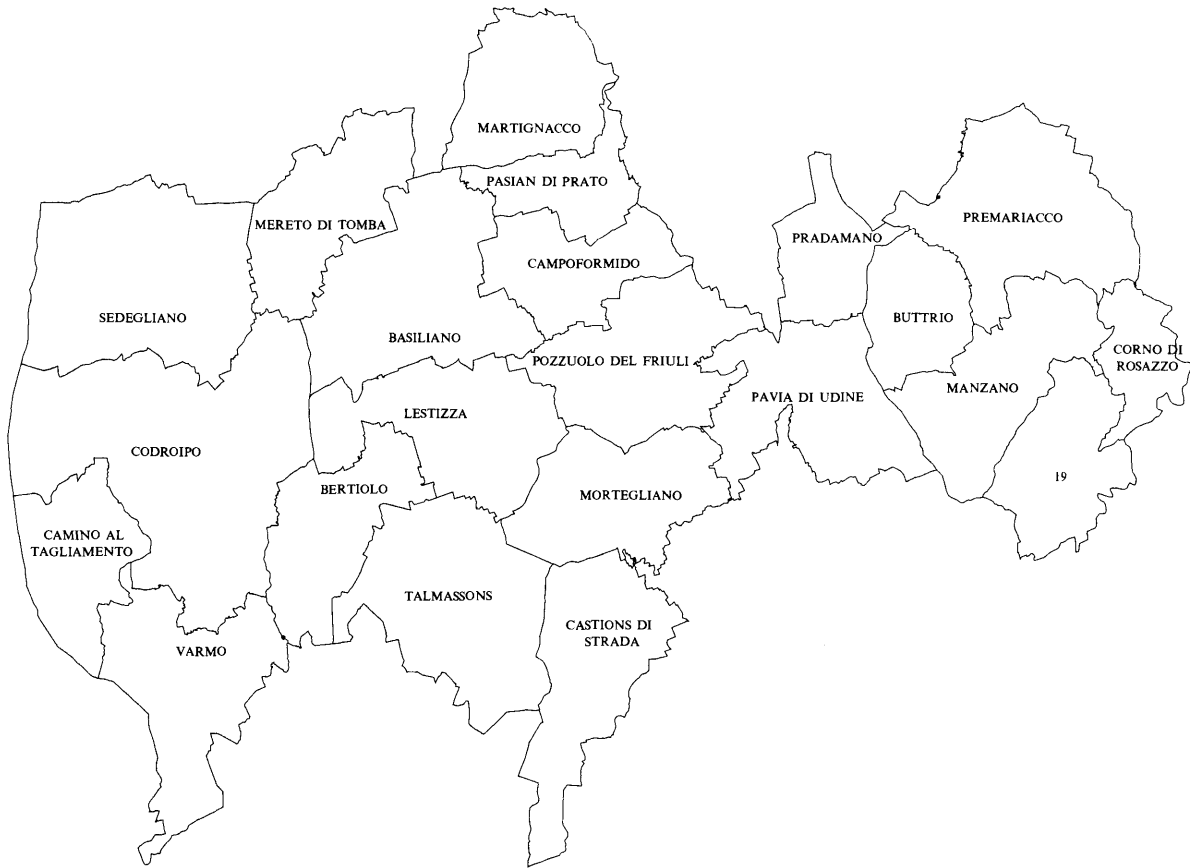 MARTIGNACCO
PASIAN DI PRATO
MERETO DI TOMBA
PREMARIACCO
PRADAMANO
CAMPOFORMIDO
SEDEGLIANO
BUTTRIO
BASILIANO
CORNO DI
ROSAZZO
POZZUOLO DEL FRIULI
MANZANO
PAVIA DI UDINE
LESTIZZA
CODROIPO
19
BERTIOLO
MORTEGLIANO
CAMINO AL
TAGLIAMENTO
TALMASSONS
CASTIONS DI
STRADA
VARMO